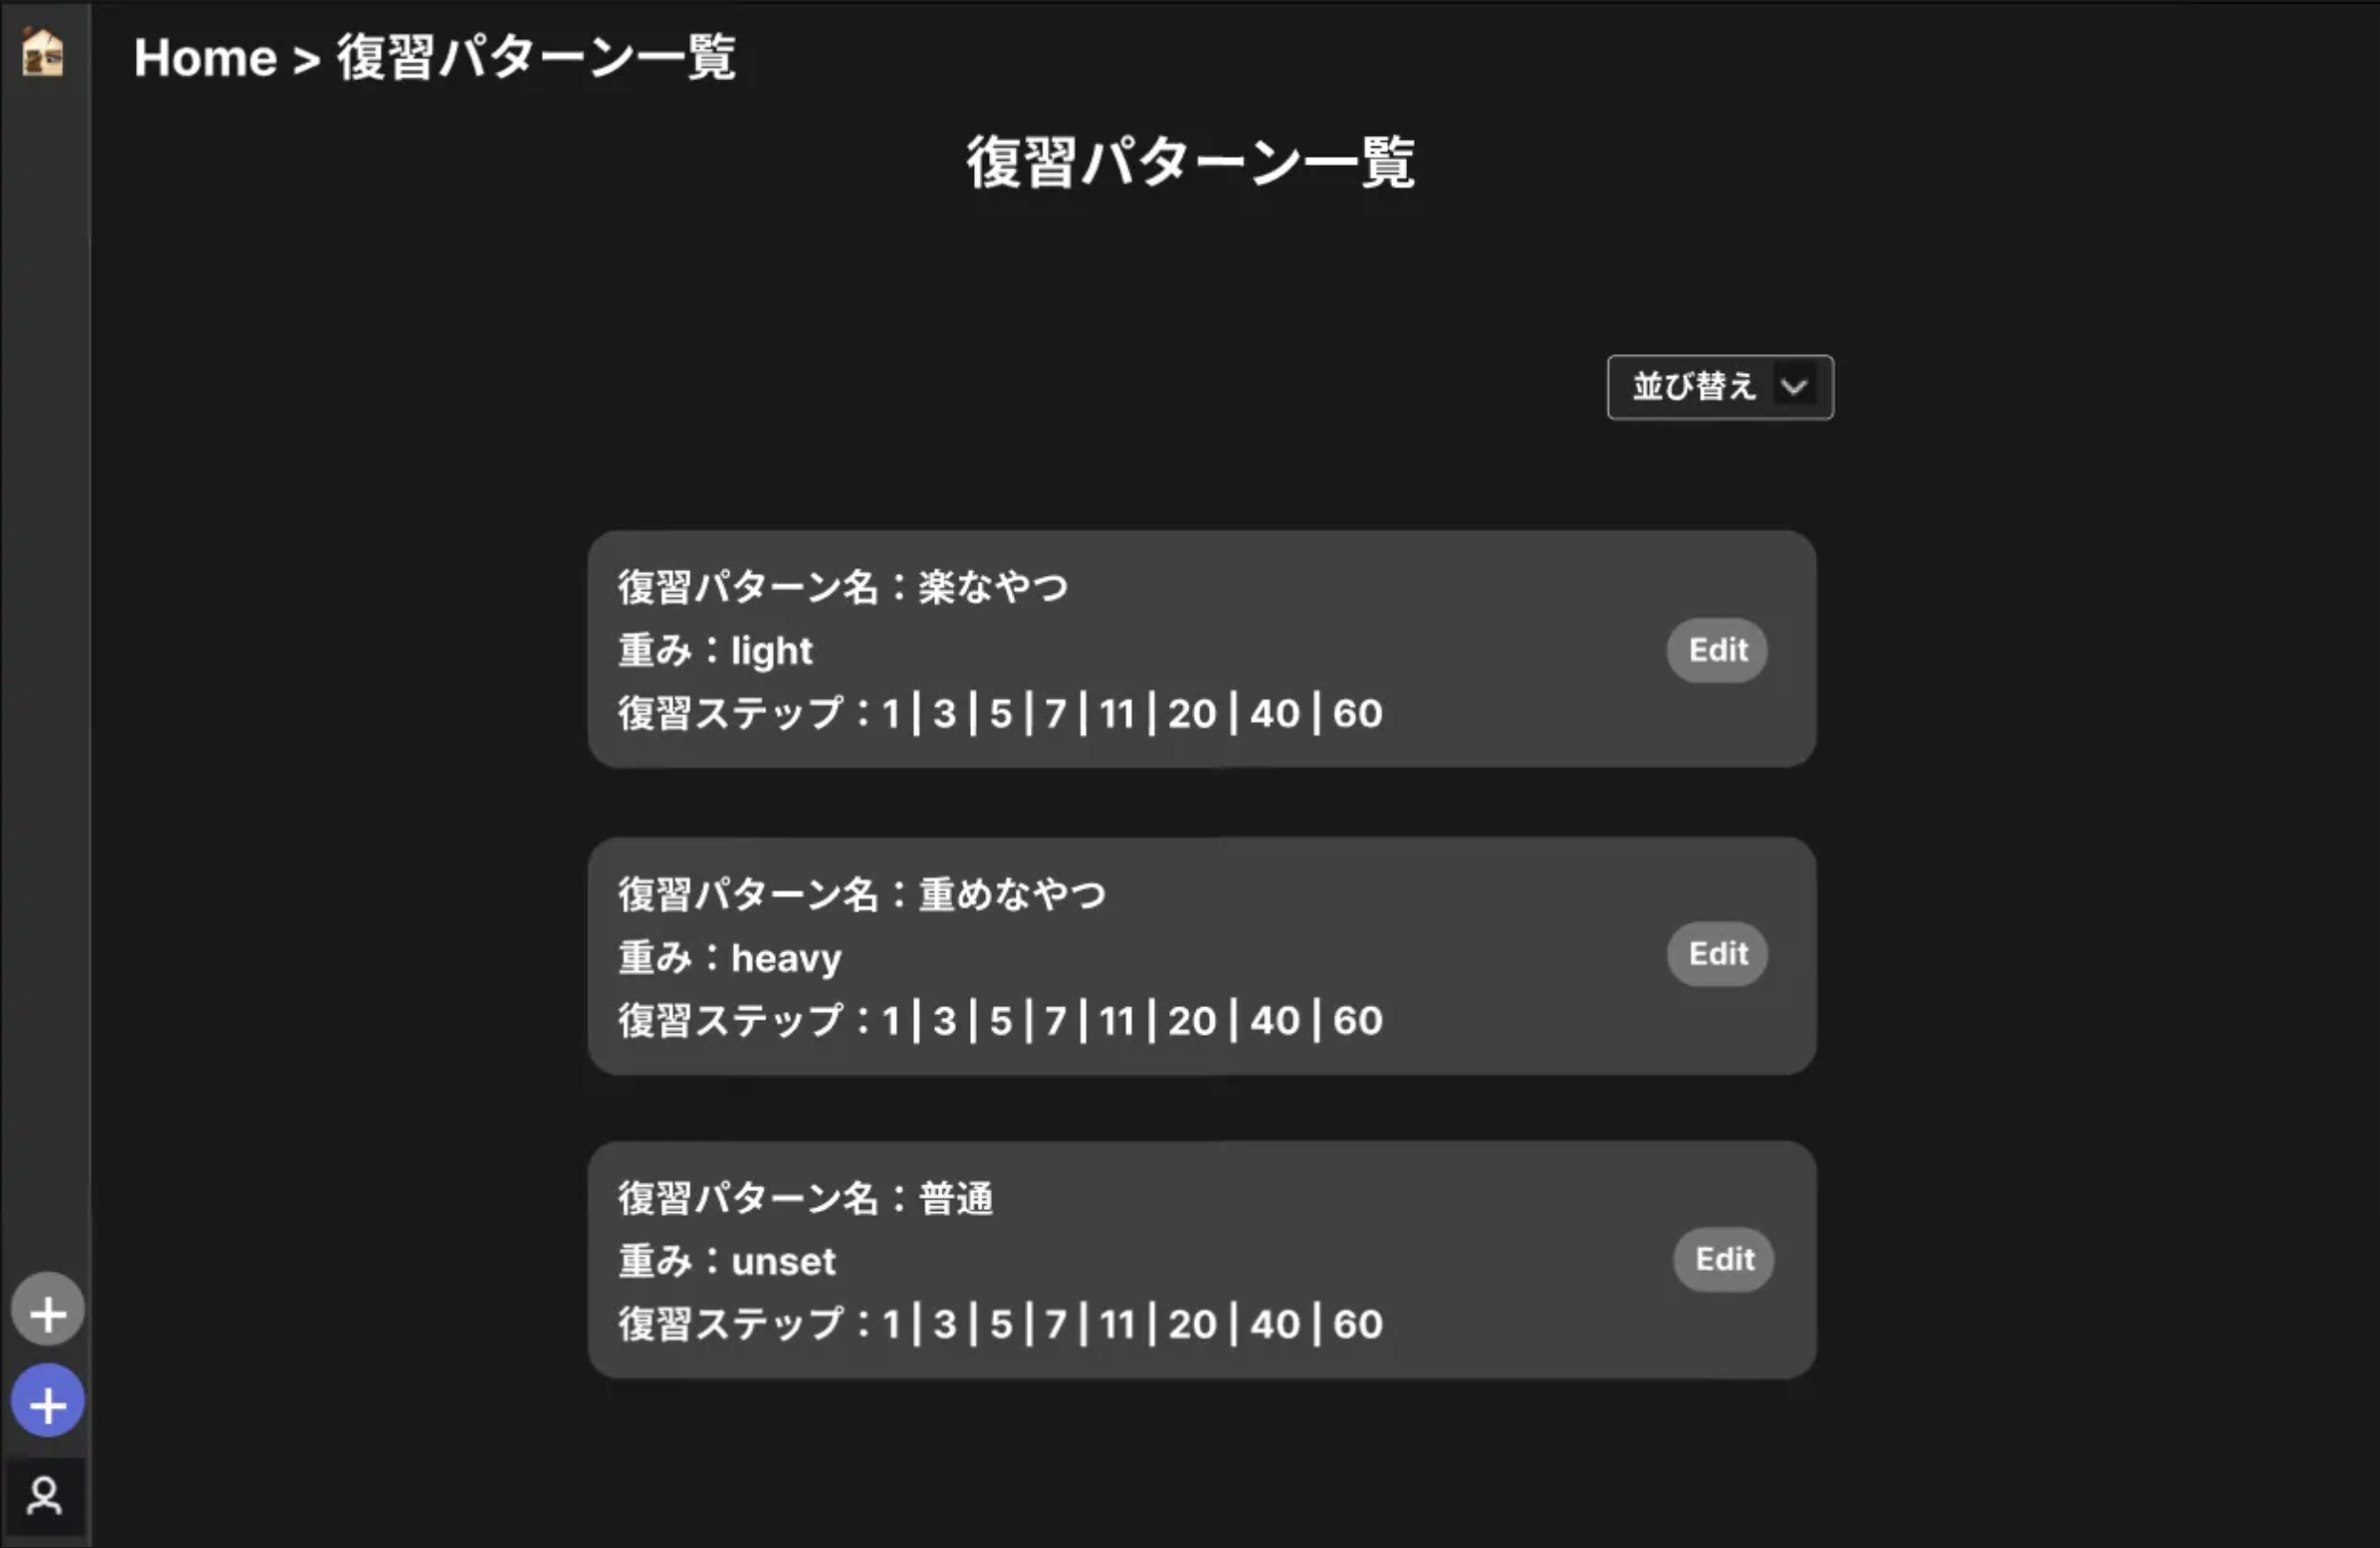 Home > 復習パターン一覧
復習パターン一覧
並び替え
復習パターン名：楽なやつ
重み：light
Edit
復習ステップ：1 | 3 | 5 | 7 | 11 | 20 | 40 | 60
復習パターン名：重めなやつ
重み：heavy
Edit
復習ステップ：1 | 3 | 5 | 7 | 11 | 20 | 40 | 60
復習パターン名：普通
重み：unset
Edit
復習ステップ：1 | 3 | 5 | 7 | 11 | 20 | 40 | 60